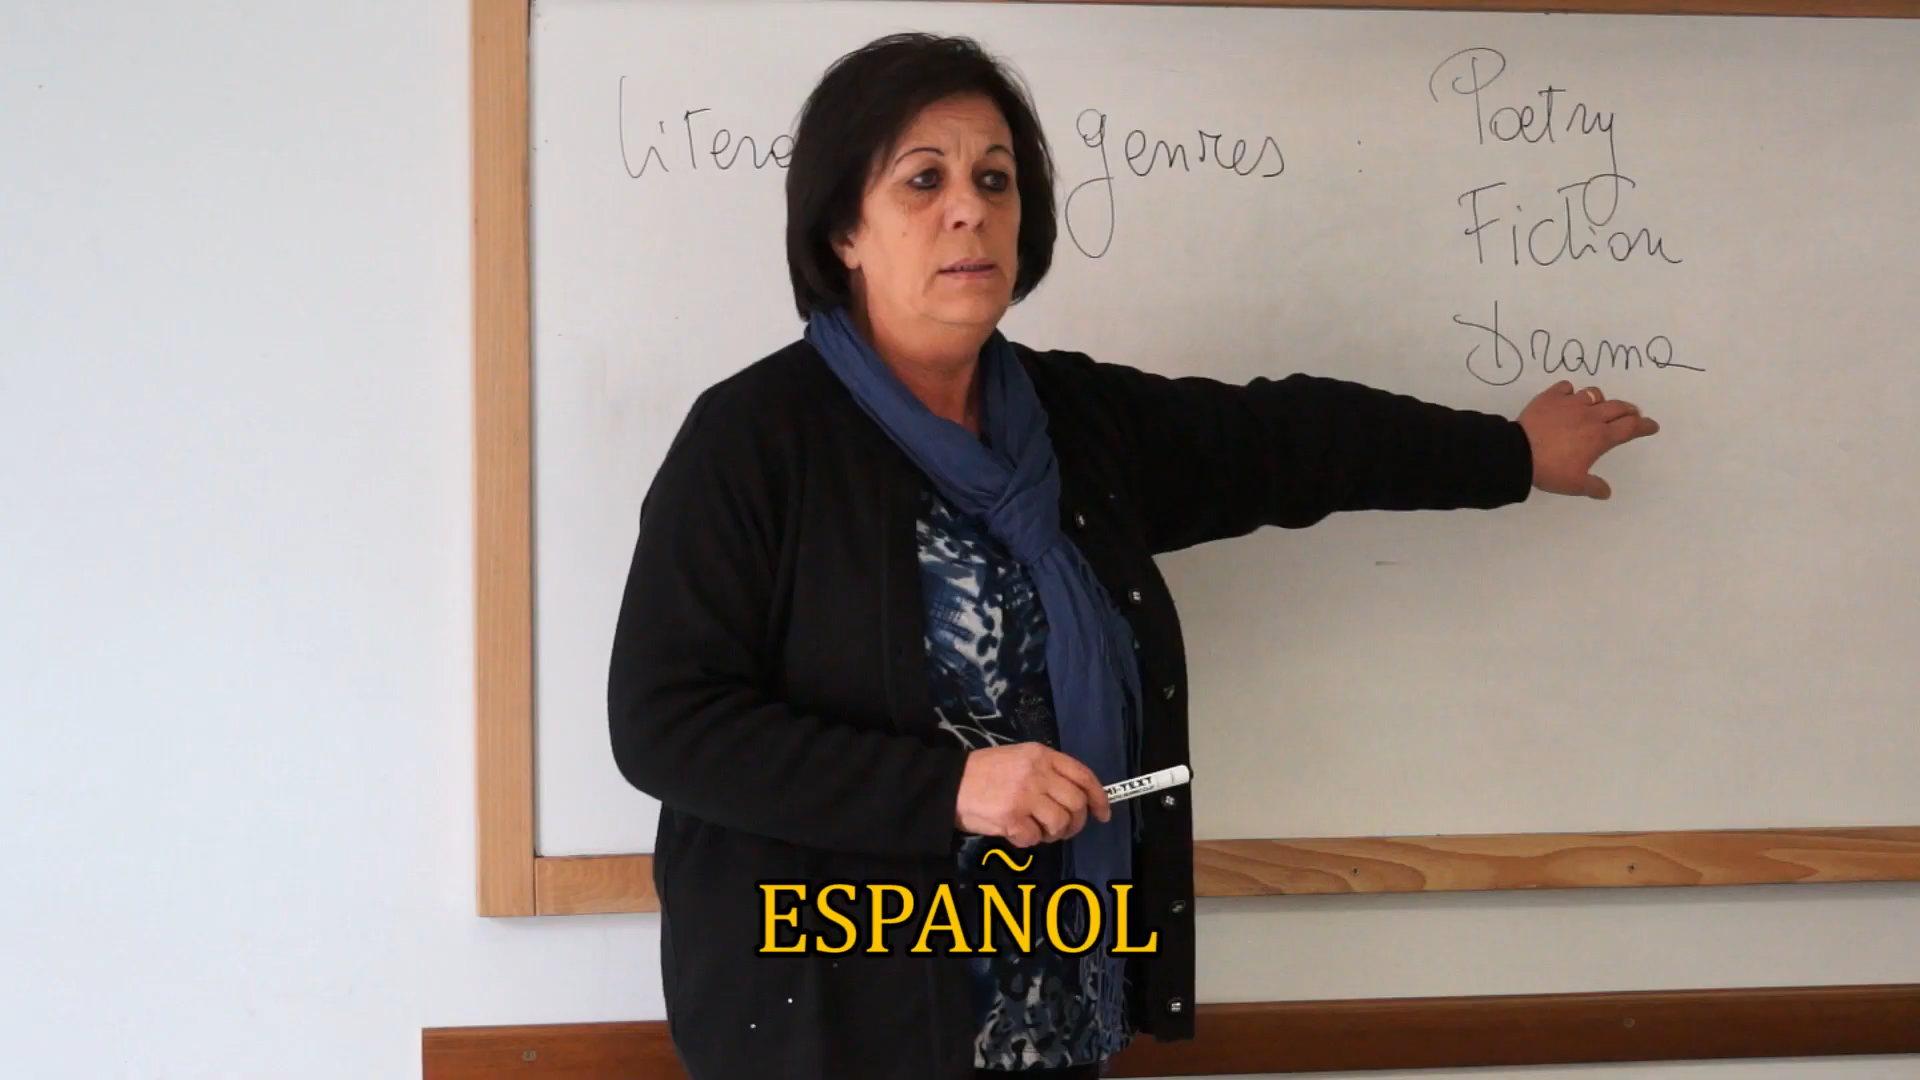 genres :
Poetry
Fiction
Drama
ESPAÑOL